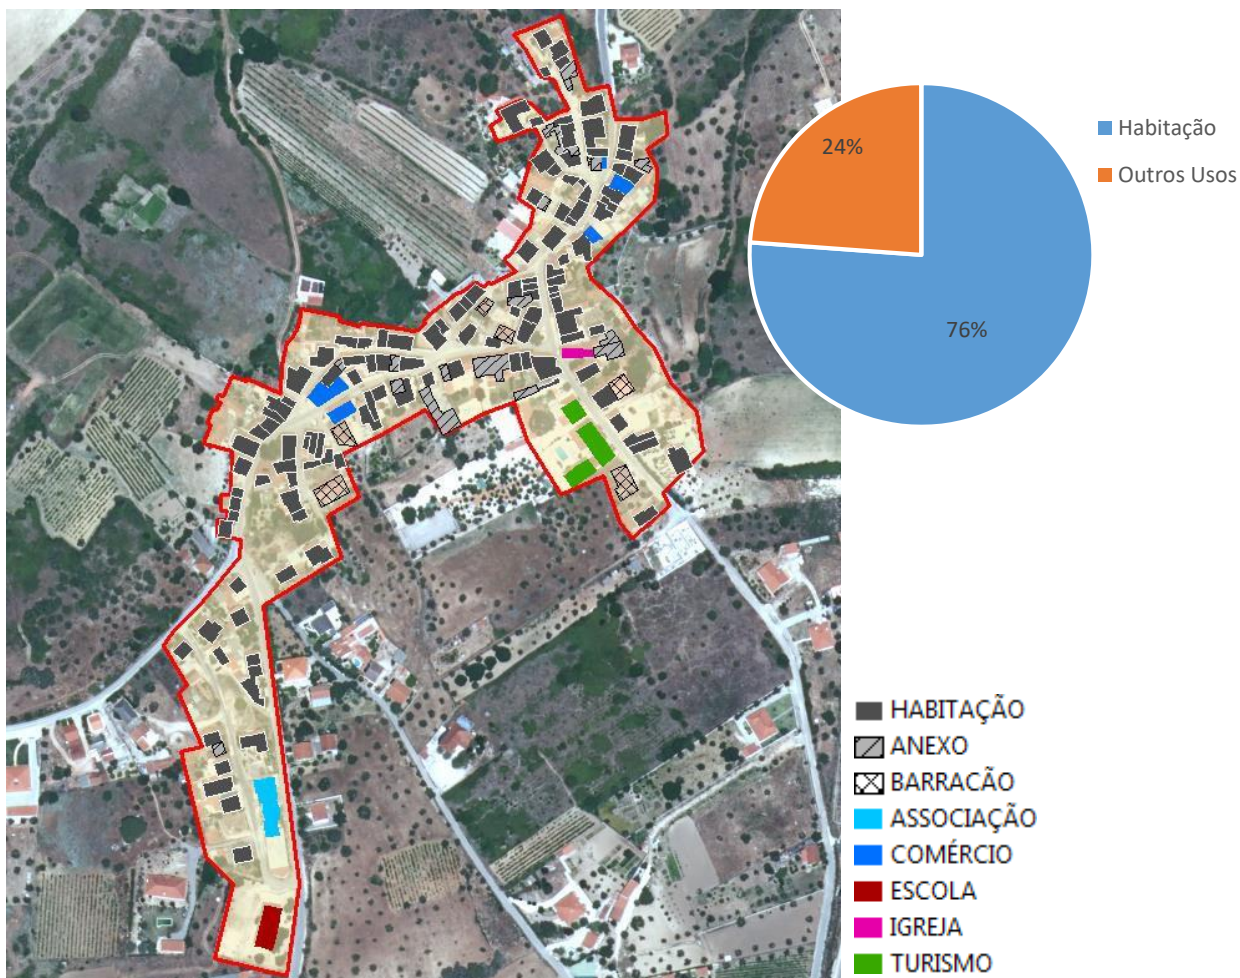 Habitação
24%
Outros Usos
76%
HABITAÇÃO
ANEXO
BARRACÃO
ASSOCIAÇÃO
COMÉRCIO
ESCOLA
IGREJA
TURISMO